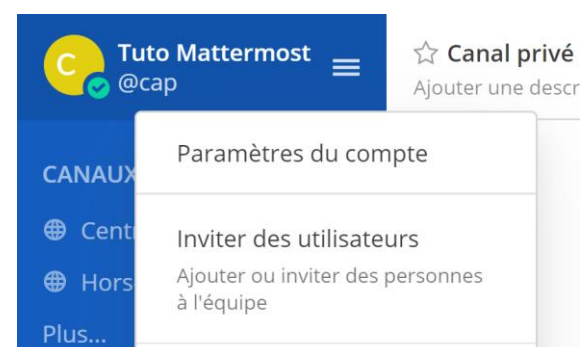 C
Tuto Mattermost
@cap
Canal privé
Ajouter une descr
Paramètres du compte
CANAUX
Cent
Inviter des utilisateurs
Hors
Ajouter ou inviter des personnes
à l'équipe
Plus...